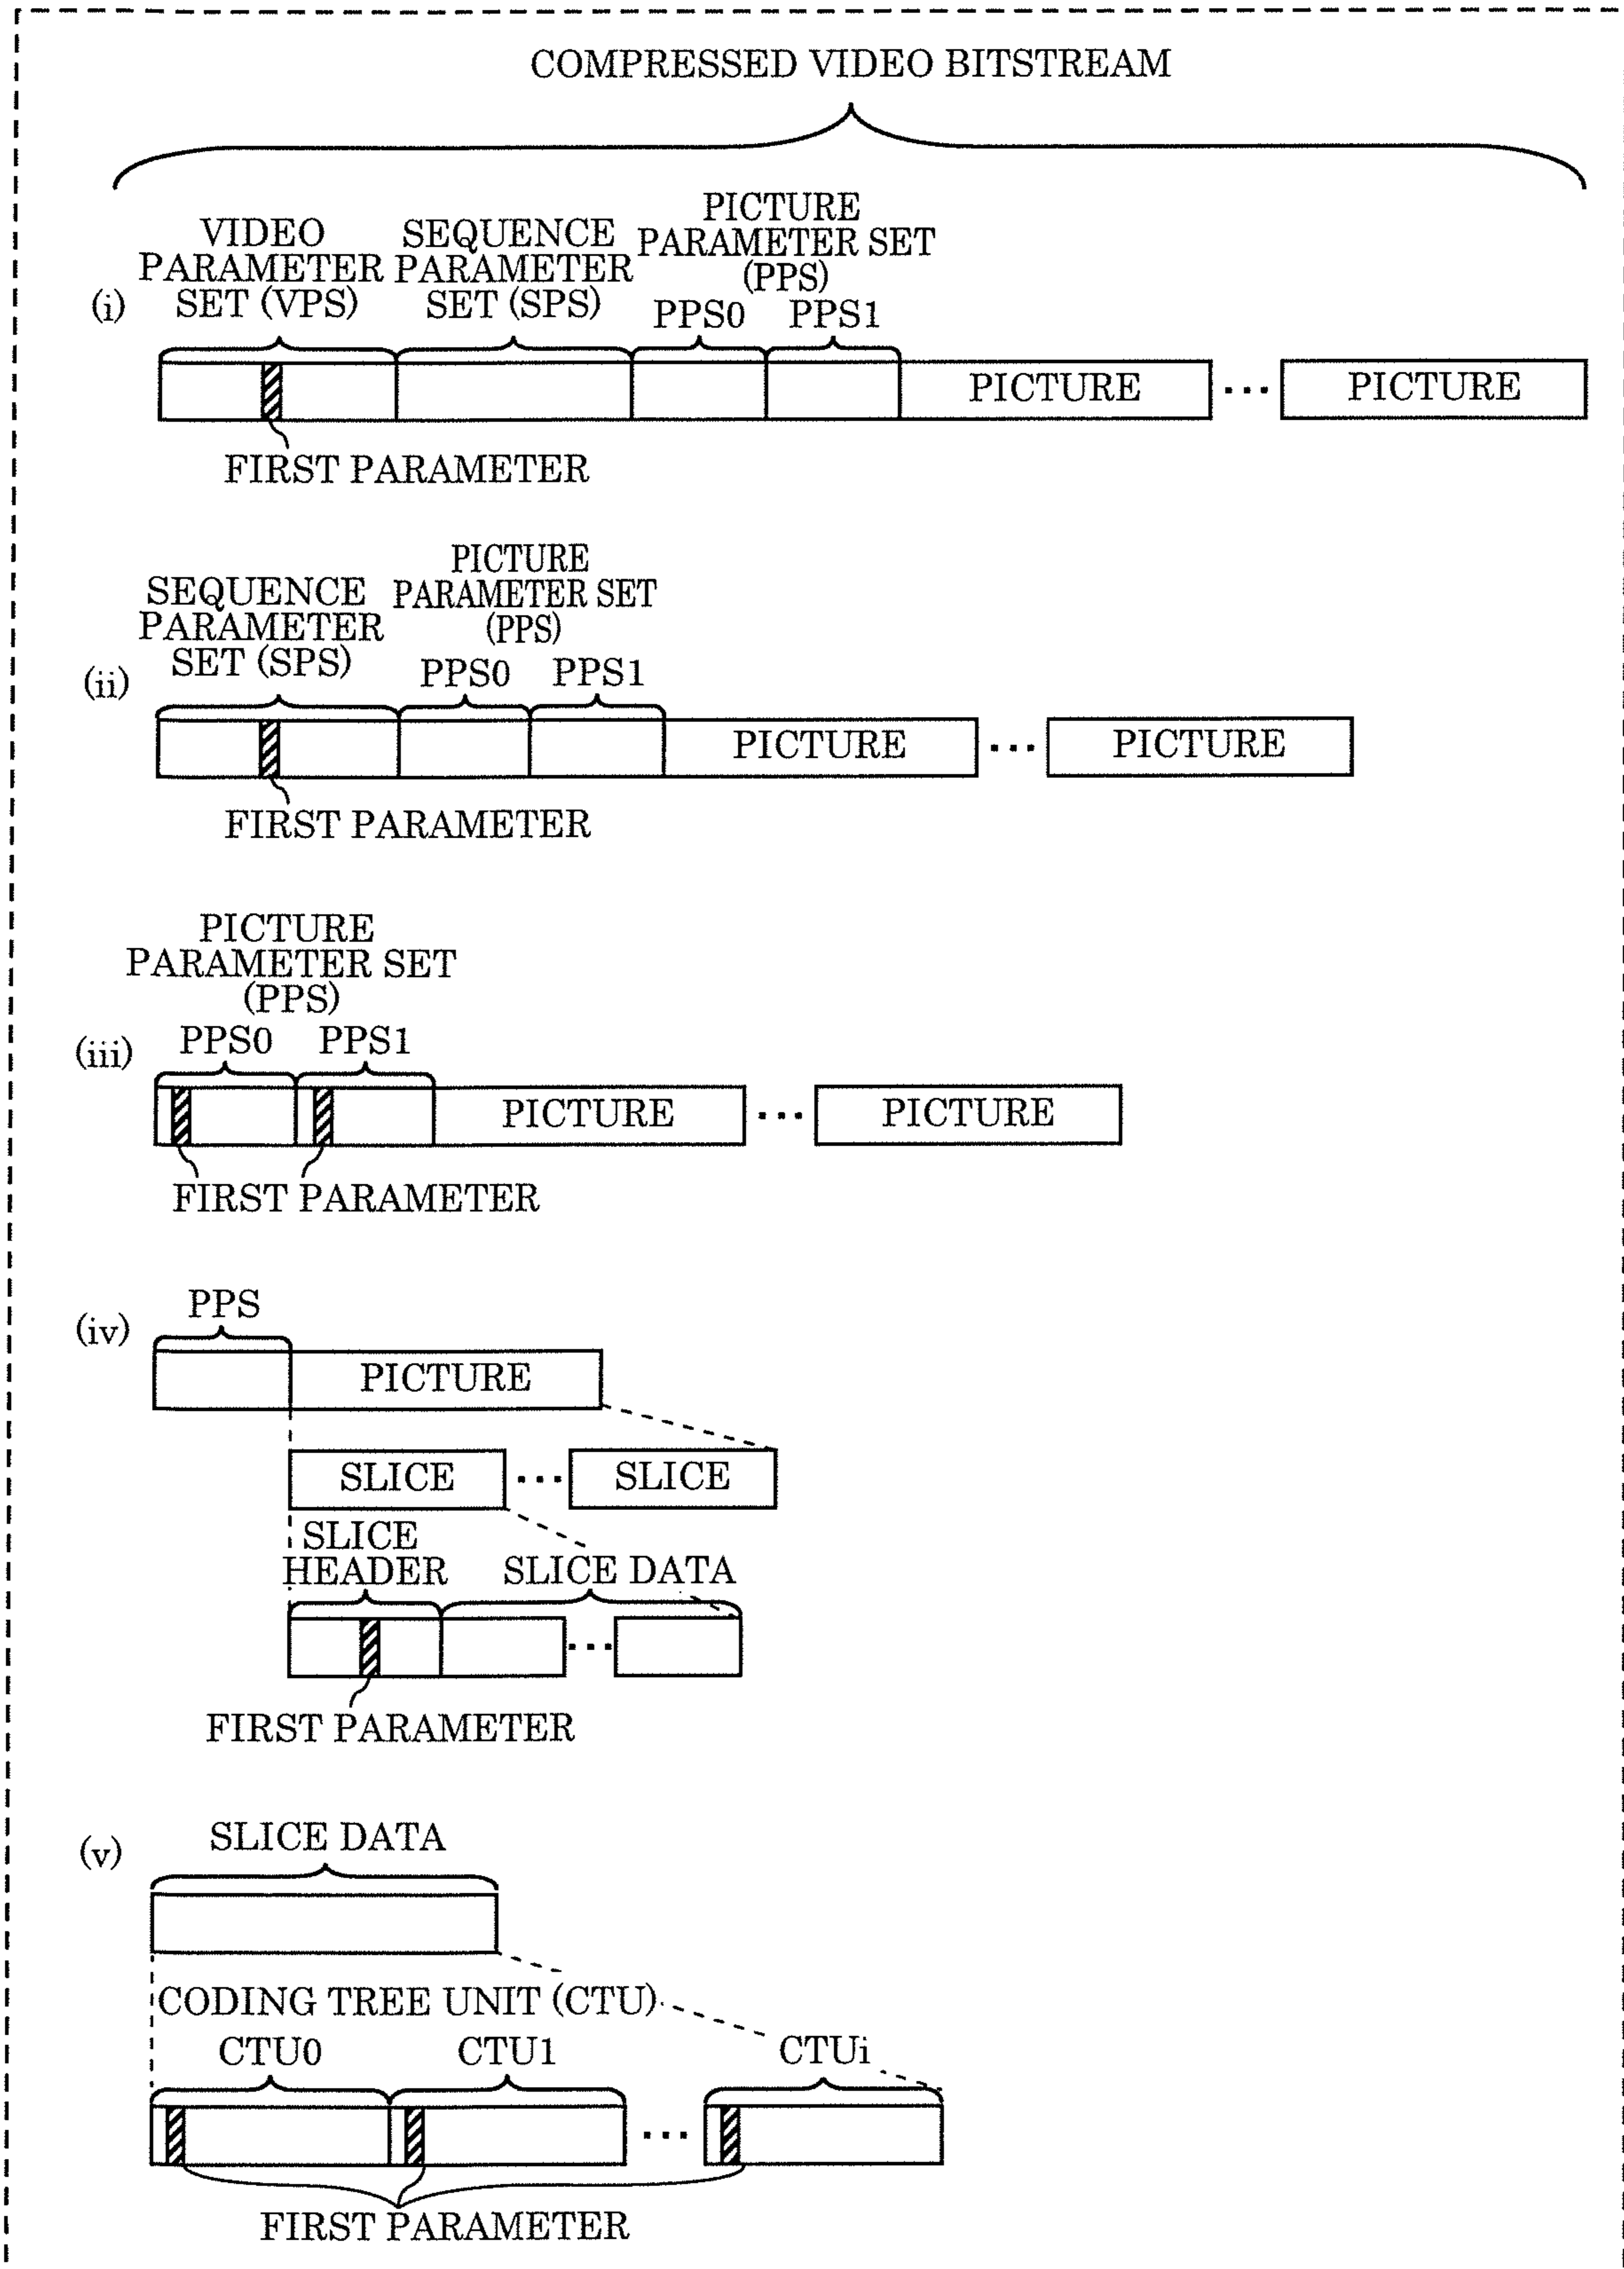 COMPRESSED VIDEO BITSTREAM
(i)
VIDEO
PARAMETER
SET (VPS)
SEQUENCE
PARAMETER
SET (SPS)
PICTURE
PARAMETER SET
(PPS)
PPS0
PPS1
PICTURE
...
PICTURE
FIRST PARAMETER
(ii)
SEQUENCE
PARAMETER
SET (SPS)
PICTURE
PARAMETER SET
(PPS)
PPS0
PPS1
PICTURE
...
PICTURE
FIRST PARAMETER
(iii)
PICTURE
PARAMETER SET
(PPS)
PPS0
PPS1
PICTURE
...
PICTURE
FIRST PARAMETER
(iv)
PPS
PICTURE
SLICE
...
SLICE
SLICE
HEADER
SLICE DATA
...
FIRST PARAMETER
(v)
SLICE DATA
CODING TREE UNIT (CTU)
CTU0
CTU1
CTUi
...
FIRST PARAMETER